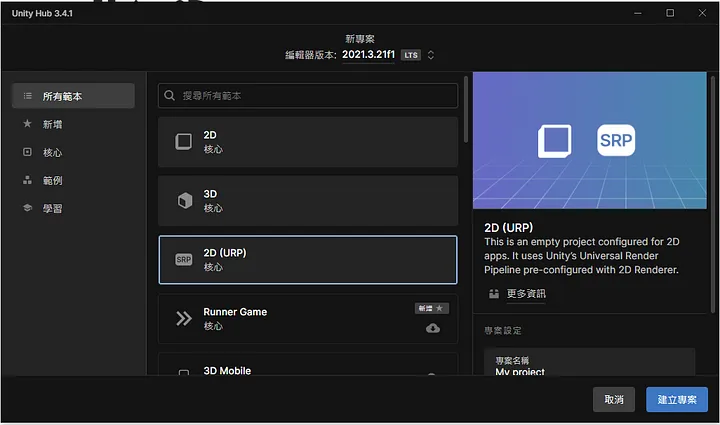 Unity Hub 3.4.1
新專案
編輯器版本: 2021.3.21f1 LTS
所有範本
新增
核心
範例
學習
搜尋所有範本
2D
核心
3D
核心
SRP
2D (URP)
核心
Runner Game
核心
新增 ★
3D Mobile
SRP
2D (URP)
This is an empty project configured for 2D
apps. It uses Unity's Universal Render
Pipeline pre-configured with 2D Renderer.
更多資訊
專案設定
專案名稱
My project
取消
建立專案